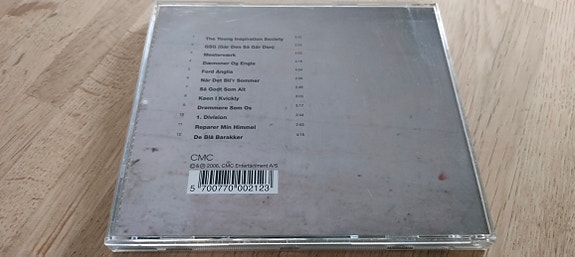 The Young Inspiration Society
GSG (Går Den Så Går Den)
Mesterværk
Dæmoner Og Engle
Ford Anglia
Når Det Bli'r Sommer
Så Godt Som Alt
Køen I Kvickly
Drømmere Som Os
1. Division
Reparer Min Himmel
12 De Blå Barakker
CMC
©&℗ 2006, CMC Entertainment A/S
5 700770 002123